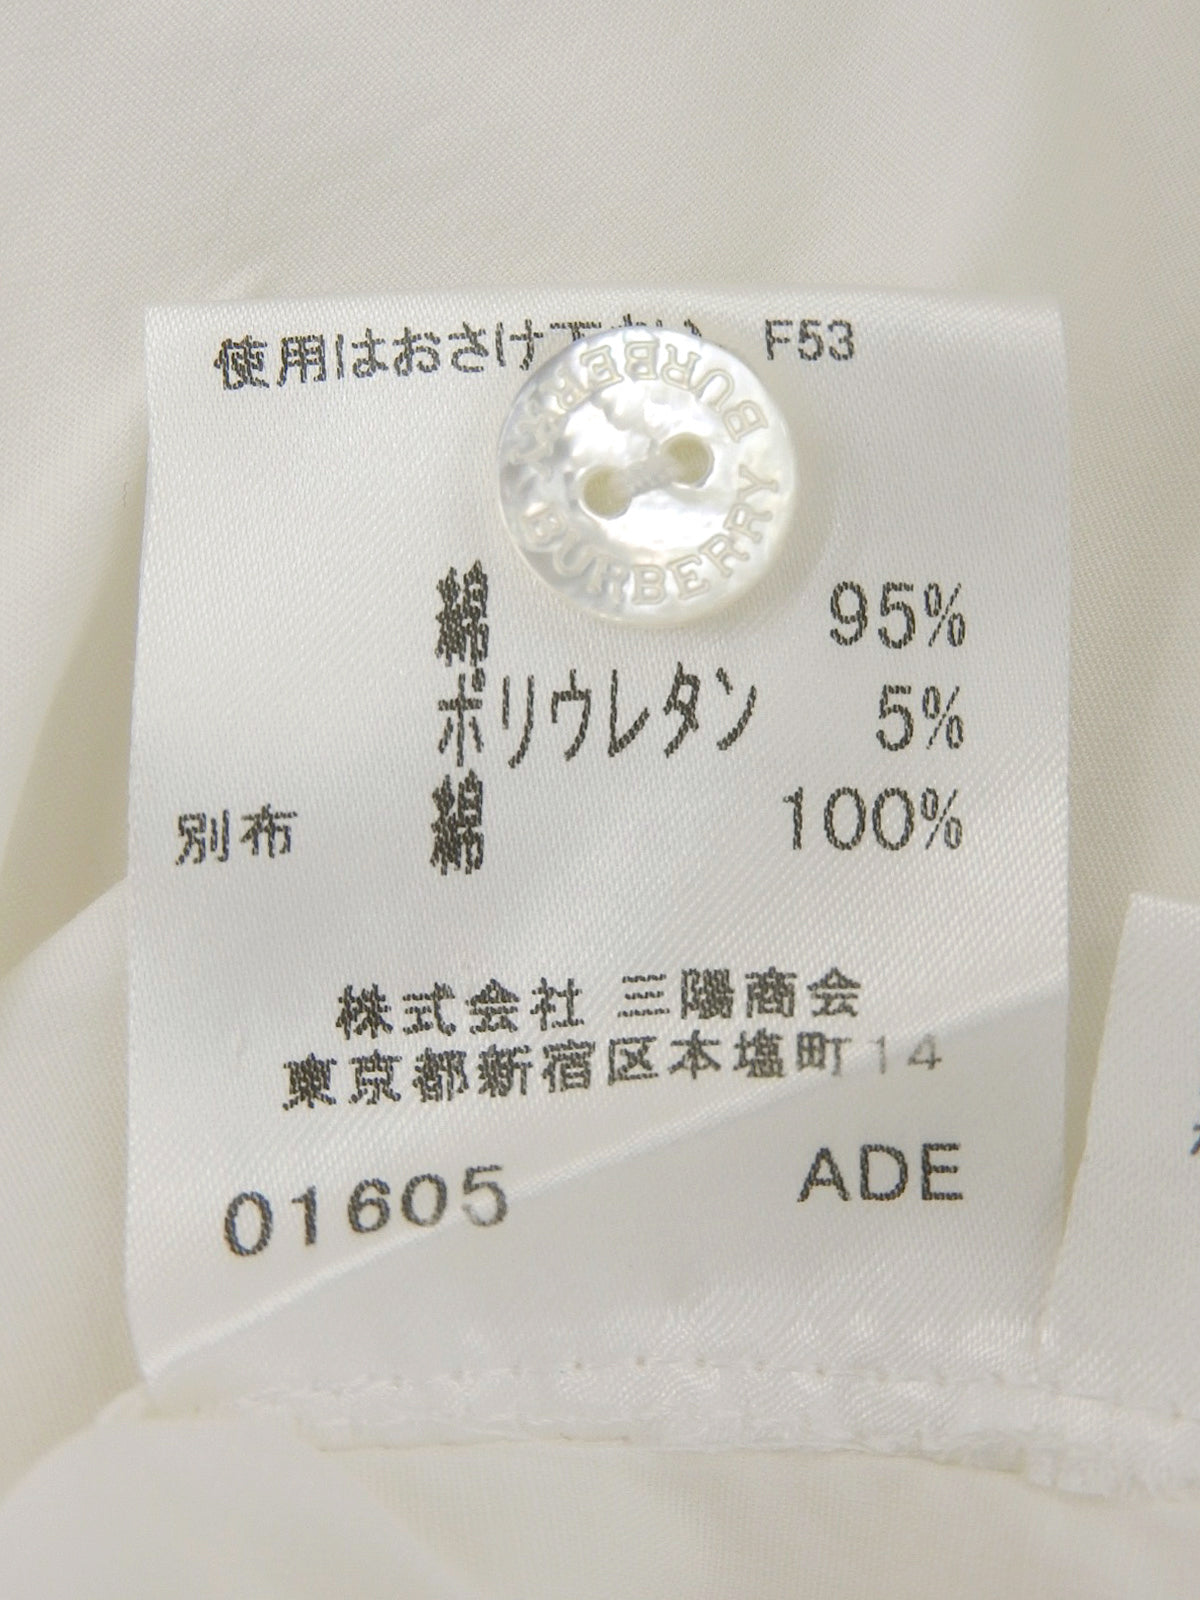 使用はおさけ下さい F53
BURBERRY BURBERRY
綿 95%
ポリウレタン 5%
別布 綿 100%
株式会社 三陽商会
東京都新宿区本塩町14
01605 ADE